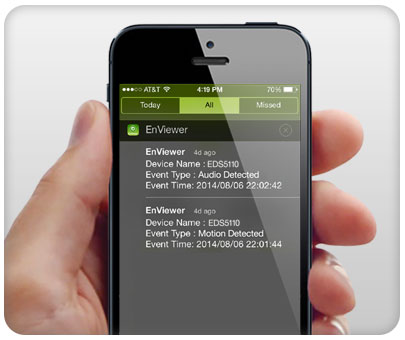 AT&T 4:19 PM 70%
Today All Missed
EnViewer
EnViewer 4d ago
Device Name : EDS5110
Event Type : Audio Detected
Event Time: 2014/08/06 22:02:42
EnViewer 4d ago
Device Name : EDS5110
Event Type : Motion Detected
Event Time: 2014/08/06 22:01:44